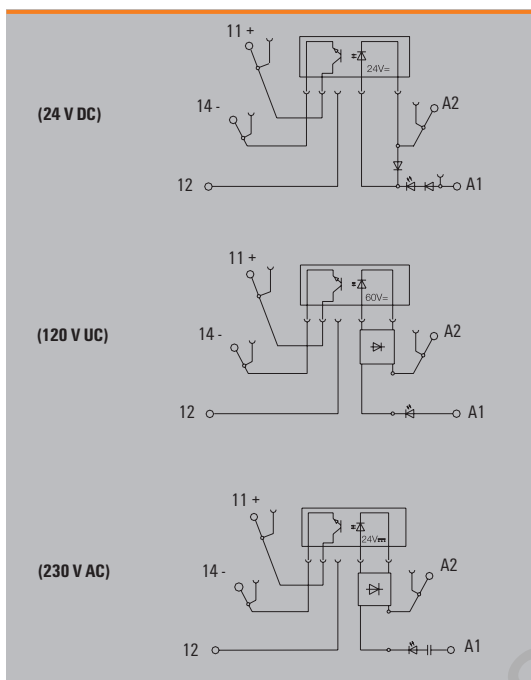 11 +
24V=
A2
(24 V DC)
14 -
12
A1
11 +
60V=
A2
(120 V UC)
14 -
12
A1
11 +
24V⎓
A2
(230 V AC)
14 -
12
A1